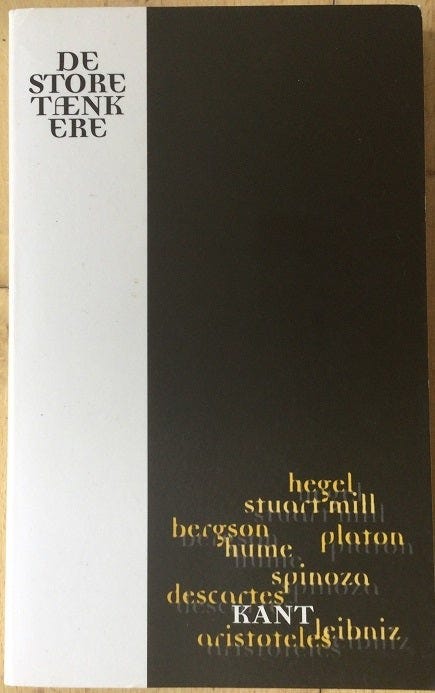 DE
STORE
TÆNK
ERE
hegel
stuart mill
bergson platon
hume
spinoza
descartes
KANT
aristoteles leibniz